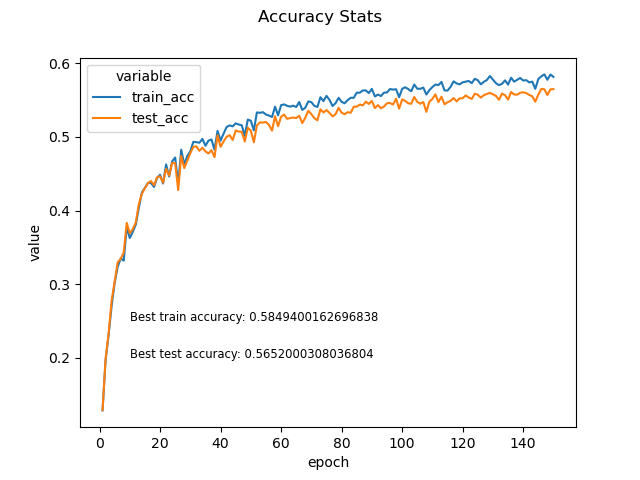 Accuracy Stats
variable
train_acc
test_acc
0.6
0.5
0.4
0.3
0.2
value
Best train accuracy: 0.5849400162696838
Best test accuracy: 0.5652000308036804
0 20 40 60 80 100 120 140
epoch